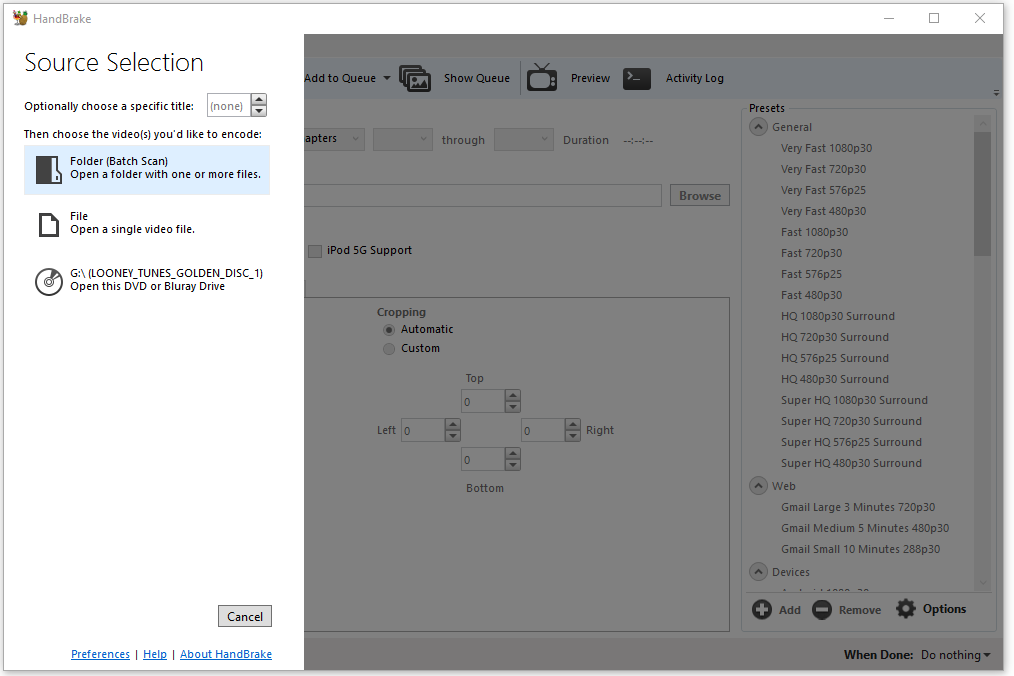 HandBrake
Source Selection
Optionally choose a specific title: (none)
Then choose the video(s) you'd like to encode:
Folder (Batch Scan)
Open a folder with one or more files.
File
Open a single video file.
G:\ (LOONEY_TUNES_GOLDEN_DISC_1)
Open this DVD or Bluray Drive
Cancel
Preferences | Help | About HandBrake
Add to Queue Show Queue Preview Activity Log
apters through Duration --:--:--
Browse
iPod 5G Support
Cropping
Automatic
Custom
Top
0
Left 0 0 Right
0
Bottom
Presets
General
Very Fast 1080p30
Very Fast 720p30
Very Fast 576p25
Very Fast 480p30
Fast 1080p30
Fast 720p30
Fast 576p25
Fast 480p30
HQ 1080p30 Surround
HQ 720p30 Surround
HQ 576p25 Surround
HQ 480p30 Surround
Super HQ 1080p30 Surround
Super HQ 720p30 Surround
Super HQ 576p25 Surround
Super HQ 480p30 Surround
Web
Gmail Large 3 Minutes 720p30
Gmail Medium 5 Minutes 480p30
Gmail Small 10 Minutes 288p30
Devices
Add Remove Options
When Done: Do nothing